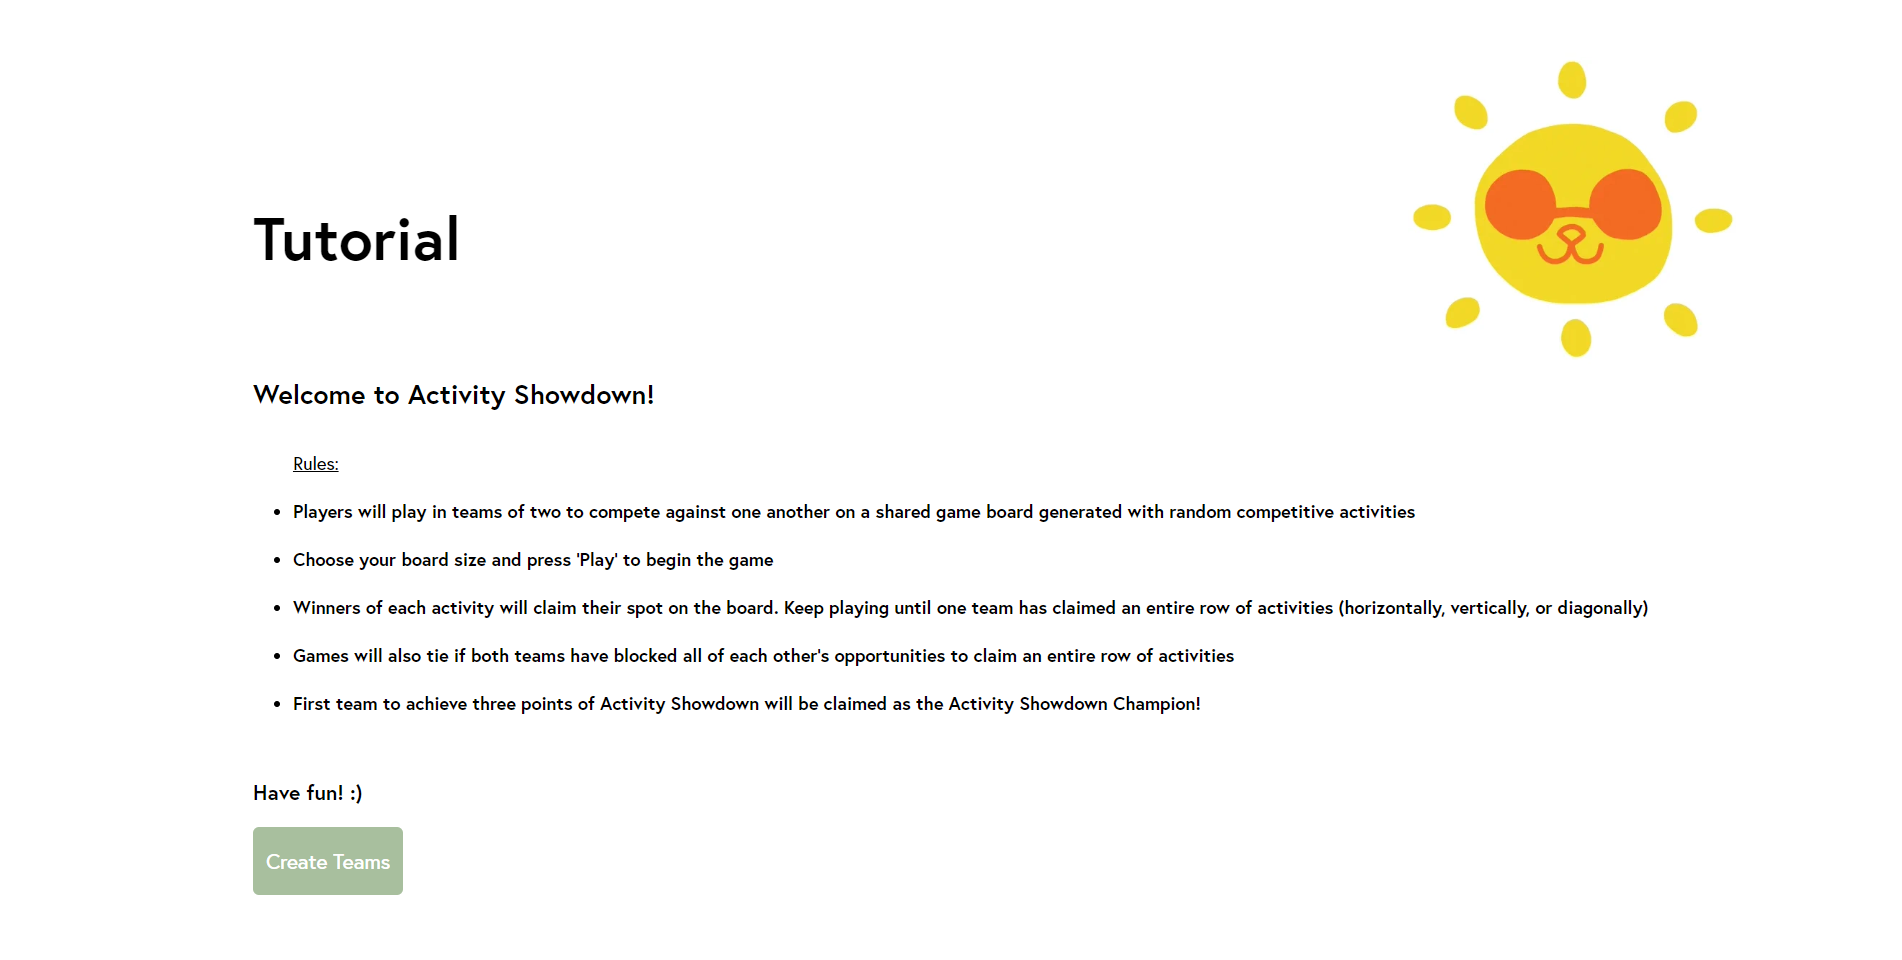 Tutorial
Welcome to Activity Showdown!
Rules:
• Players will play in teams of two to compete against one another on a shared game board generated with random competitive activities
• Choose your board size and press 'Play' to begin the game
• Winners of each activity will claim their spot on the board. Keep playing until one team has claimed an entire row of activities (horizontally, vertically, or diagonally)
• Games will also tie if both teams have blocked all of each other's opportunities to claim an entire row of activities
• First team to achieve three points of Activity Showdown will be claimed as the Activity Showdown Champion!
Have fun! :)
Create Teams